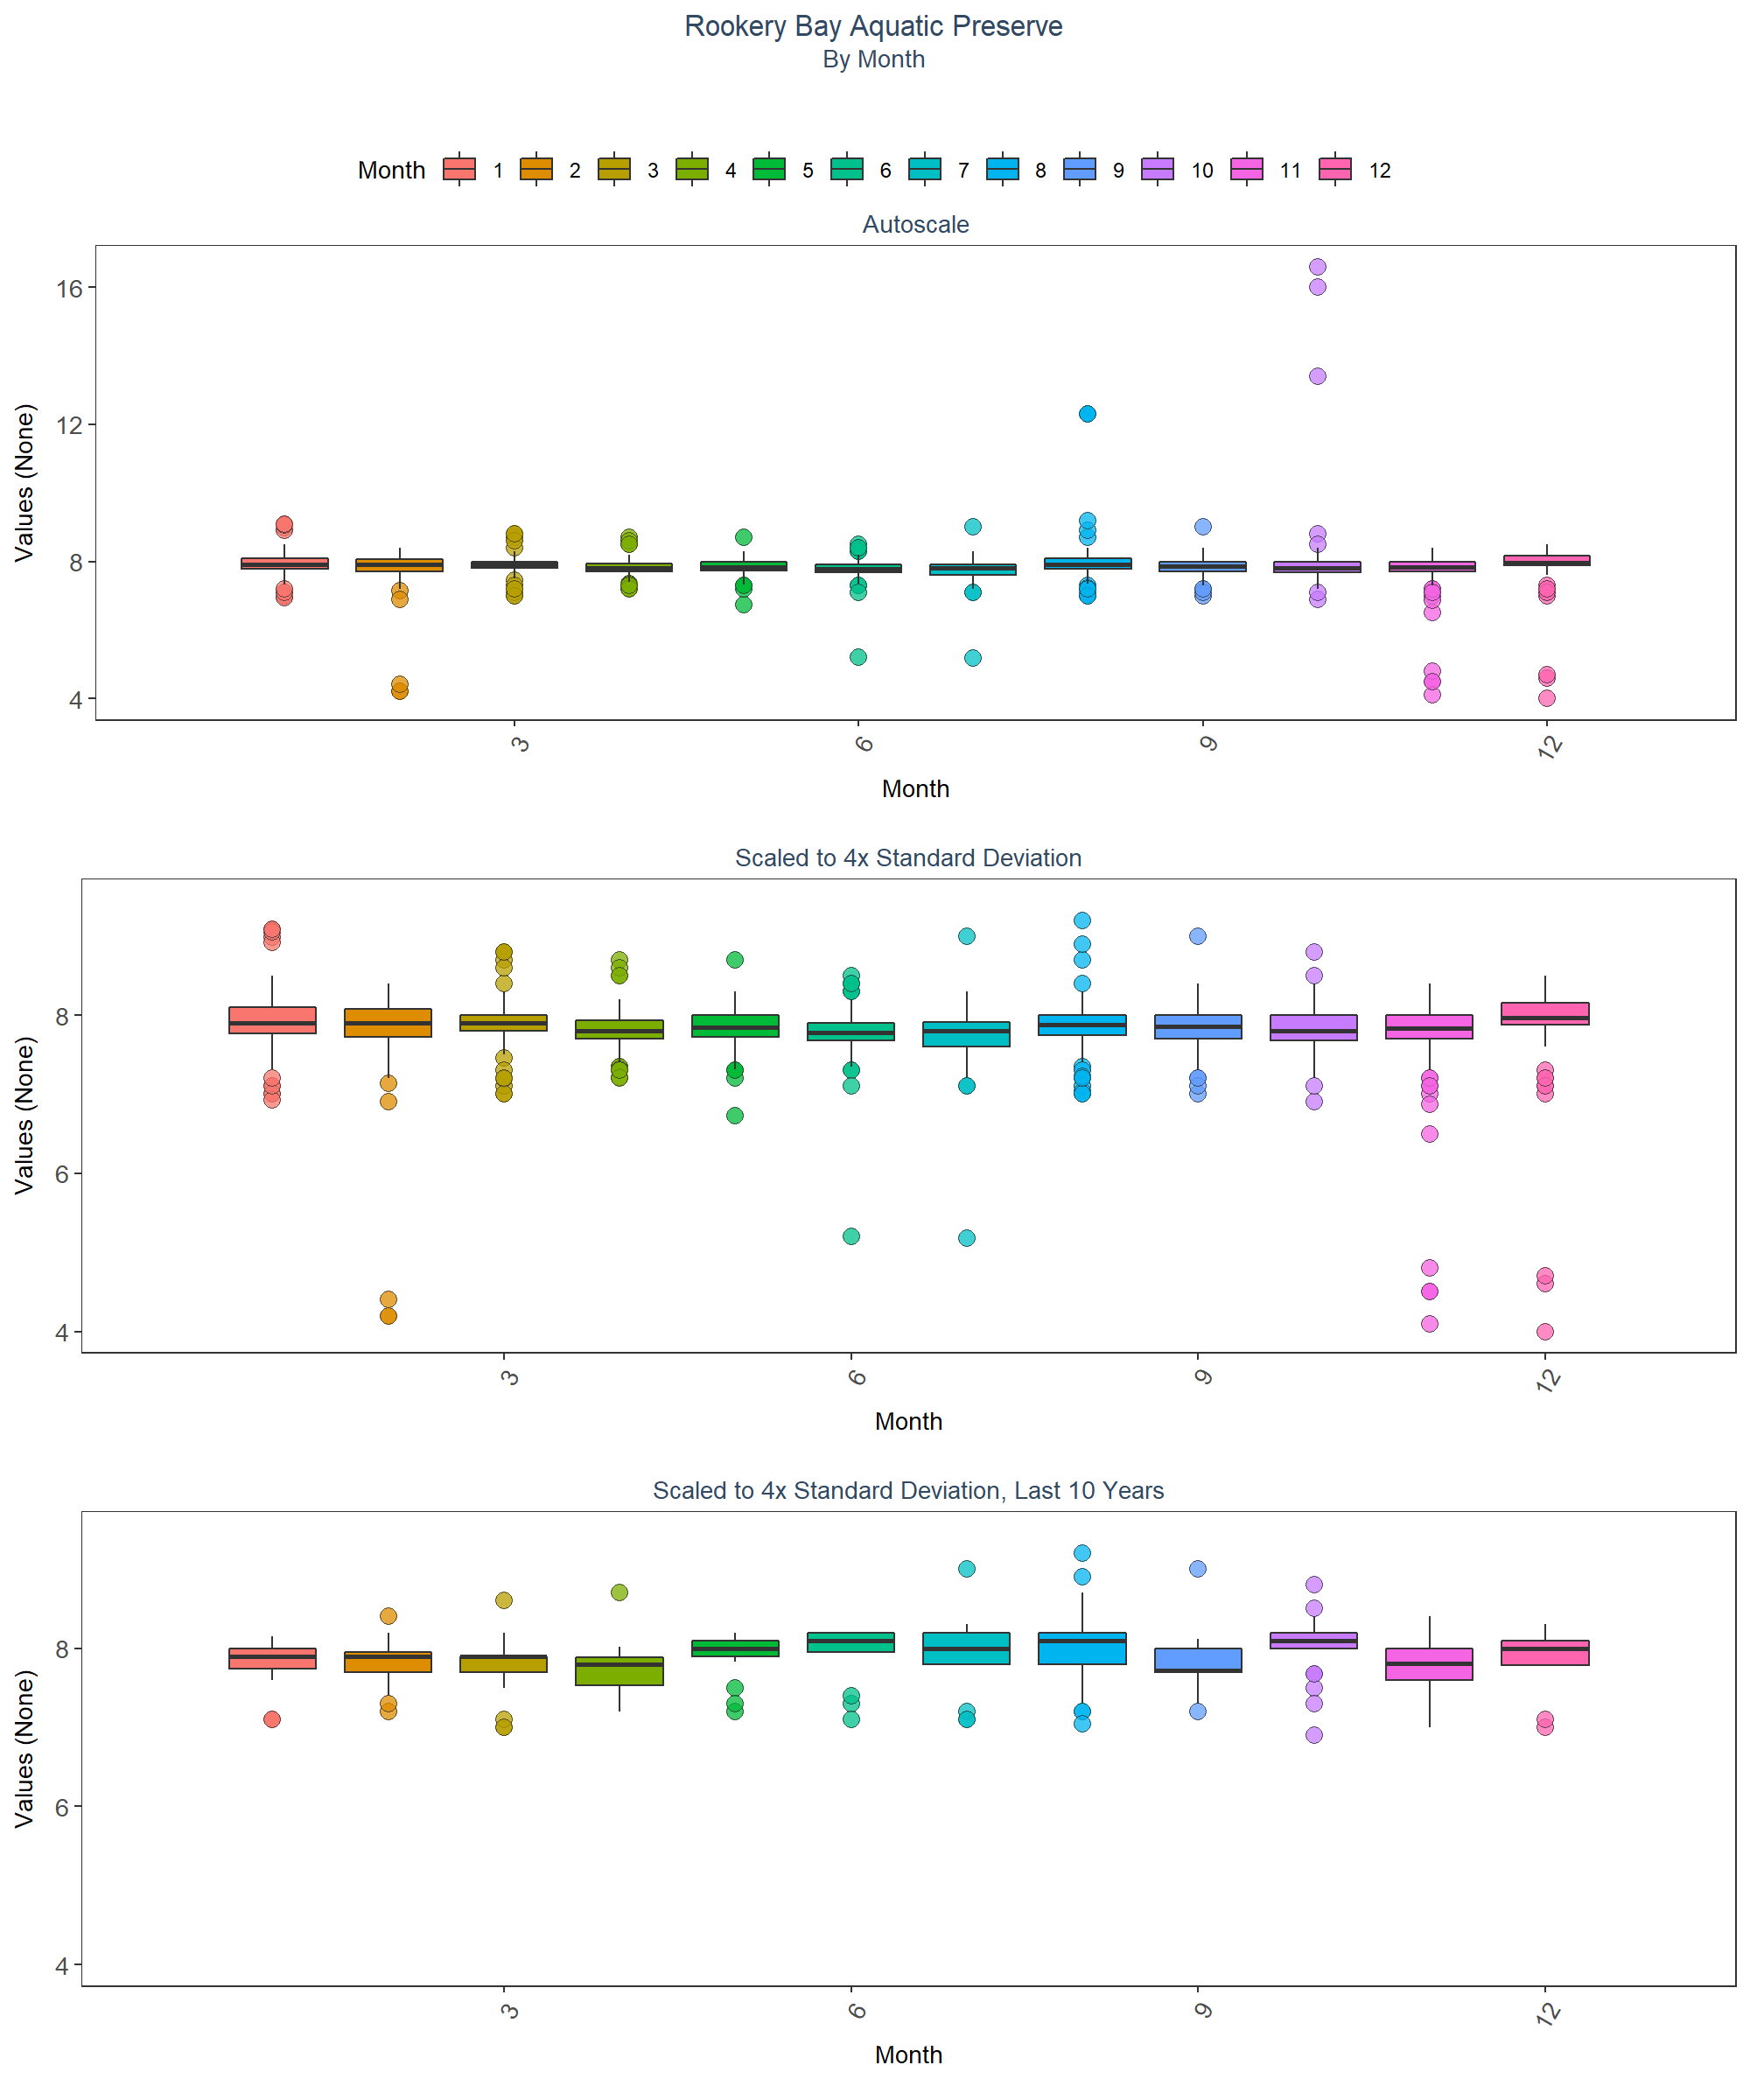 Rookery Bay Aquatic Preserve
By Month
Month 1 2 3 4 5 6 7 8 9 10 11 12
Autoscale
Values (None)
16
12
8
4
3 6 9 12
Month
Scaled to 4x Standard Deviation
Values (None)
8
6
4
3 6 9 12
Month
Scaled to 4x Standard Deviation, Last 10 Years
Values (None)
8
6
4
3 6 9 12
Month